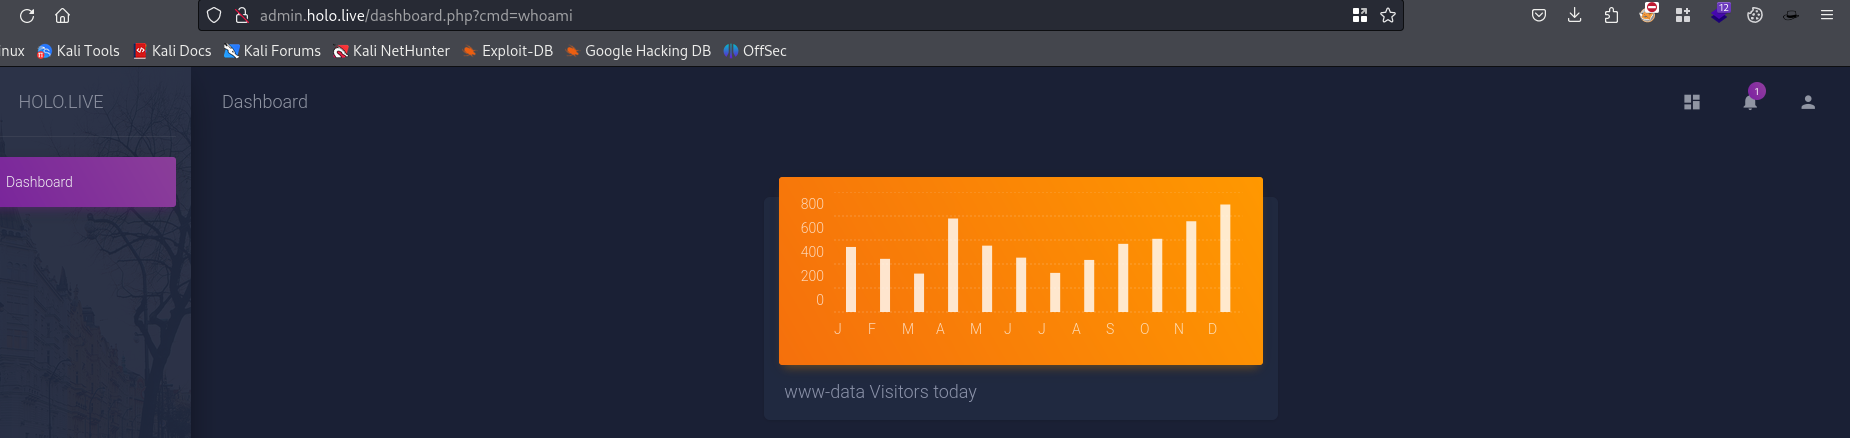 admin.holo.live/dashboard.php?cmd=whoami
12
inux Kali Tools Kali Docs Kali Forums Kali NetHunter Exploit-DB Google Hacking DB OffSec
HOLO.LIVE
Dashboard
1
Dashboard
800
600
400
200
0
J F M A M J J A S O N D
www-data Visitors today